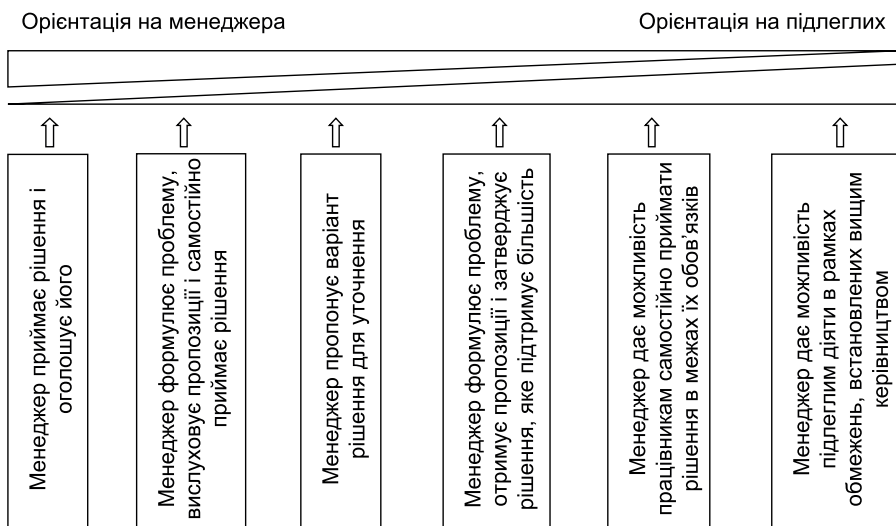 Орієнтація на менеджера
Орієнтація на підлеглих
Менеджер приймає рішення і
оголошує його
Менеджер формулює проблему,
вислуховує пропозиції і самостійно
приймає рішення
Менеджер пропонує варіант
рішення для уточнення
Менеджер формулює проблему,
отримує пропозиції і затверджує
рішення, яке підтримує більшість
Менеджер дає можливість
працівникам самостійно приймати
рішення в межах їх обов’язків
Менеджер дає можливість
підлеглим діяти в рамках
обмежень, встановлених вищим
керівництвом